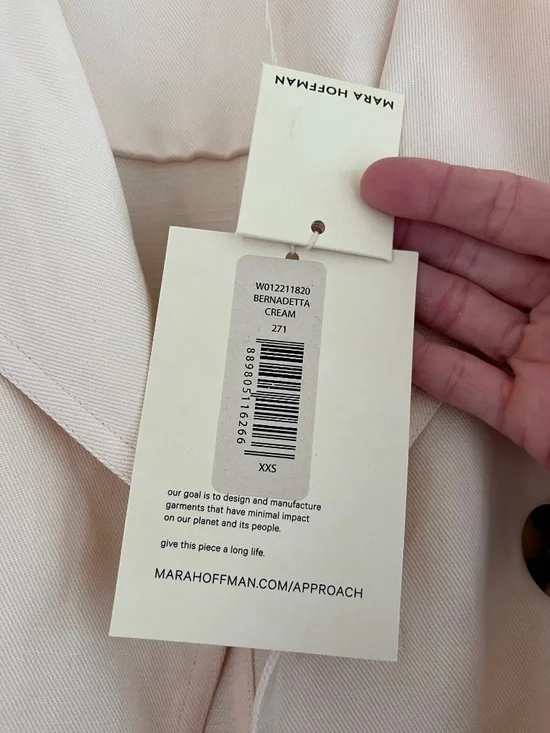 MARA HOFFMAN
W012211820
BERNADETTA
CREAM
271
889805116266
XXS
our goal is to design and manufacture
garments that have minimal impact
on our planet and its people.
give this piece a long life.
MARAHOFFMAN.COM/APPROACH